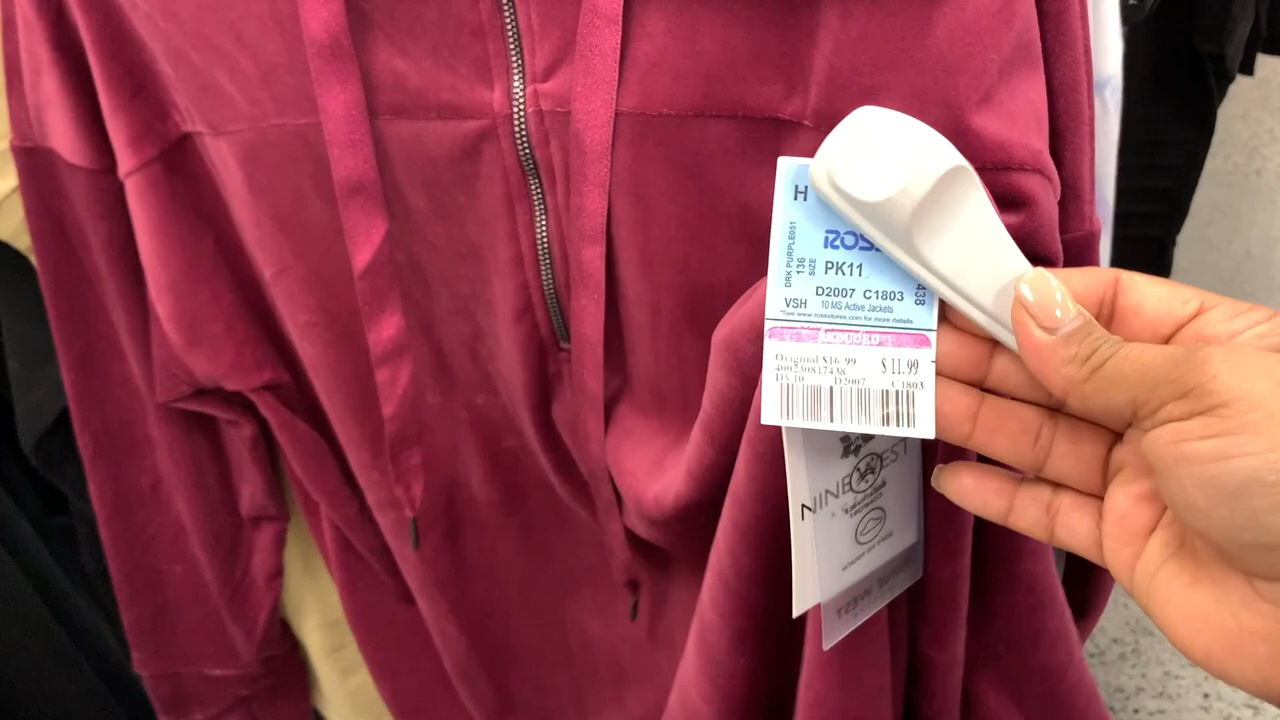 H
ROSS
DRK PURPLE051
136
SIZE
PK11
438
D2007 C1803
VSH
10 MS Active Jackets
*See www.rossstores.com for more details
Original $16.99
$11.99
400230817438
D2007
C1803
NINE WEST